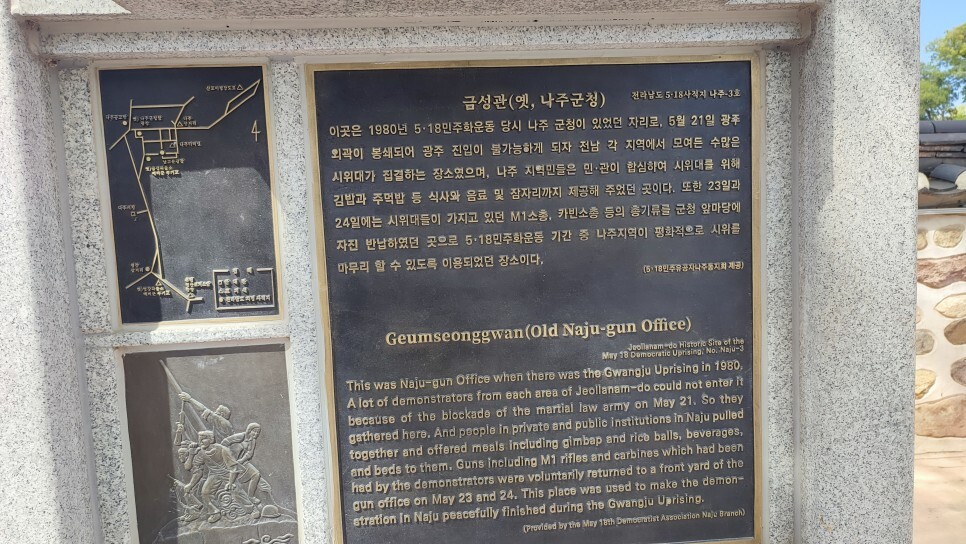 금성관(옛, 나주군청)
전라남도 5·18사적지 나주-3호
이곳은 1980년 5·18민주화운동 당시 나주 군청이 있었던 자리로, 5월 21일 광주
외곽이 봉쇄되어 광주 진입이 불가능하게 되자 전남 각 지역에서 모여든 수많은
시위대가 집결하는 장소였으며, 나주 지역민들은 민·관이 합심하여 시위대를 위해
김밥과 주먹밥 등 식사와 음료 및 잠자리까지 제공해 주었던 곳이다. 또한 23일과
24일에는 시위대들이 가지고 있던 M1소총, 카빈소총 등의 총기류를 군청 앞마당에
자진 반납하였던 곳으로 5·18민주화운동 기간 중 나주지역이 평화적으로 시위를
마무리 할 수 있도록 이용되었던 장소이다.
(5·18민주유공자나주동지회 제공)
Geumseonggwan(Old Naju-gun Office)
Jeollanam-do Historic Site of the
May 18 Democratic Uprising, No. Naju-3
This was Naju-gun Office when there was the Gwangju Uprising in 1980.
A lot of demonstrators from each area of Jeollanam-do could not enter it
because of the blockade of the martial law army on May 21. So they
gathered here. And people in private and public institutions in Naju pulled
together and offered meals including gimbap and rice balls, beverages,
and beds to them. Guns including M1 rifles and carbines which had been
had by the demonstrators were voluntarily returned to a front yard of the
gun office on May 23 and 24. This place was used to make the demon-
stration in Naju peacefully finished during the Gwangju Uprising.
(Provided by the May 18th Democratist Association Naju Branch)